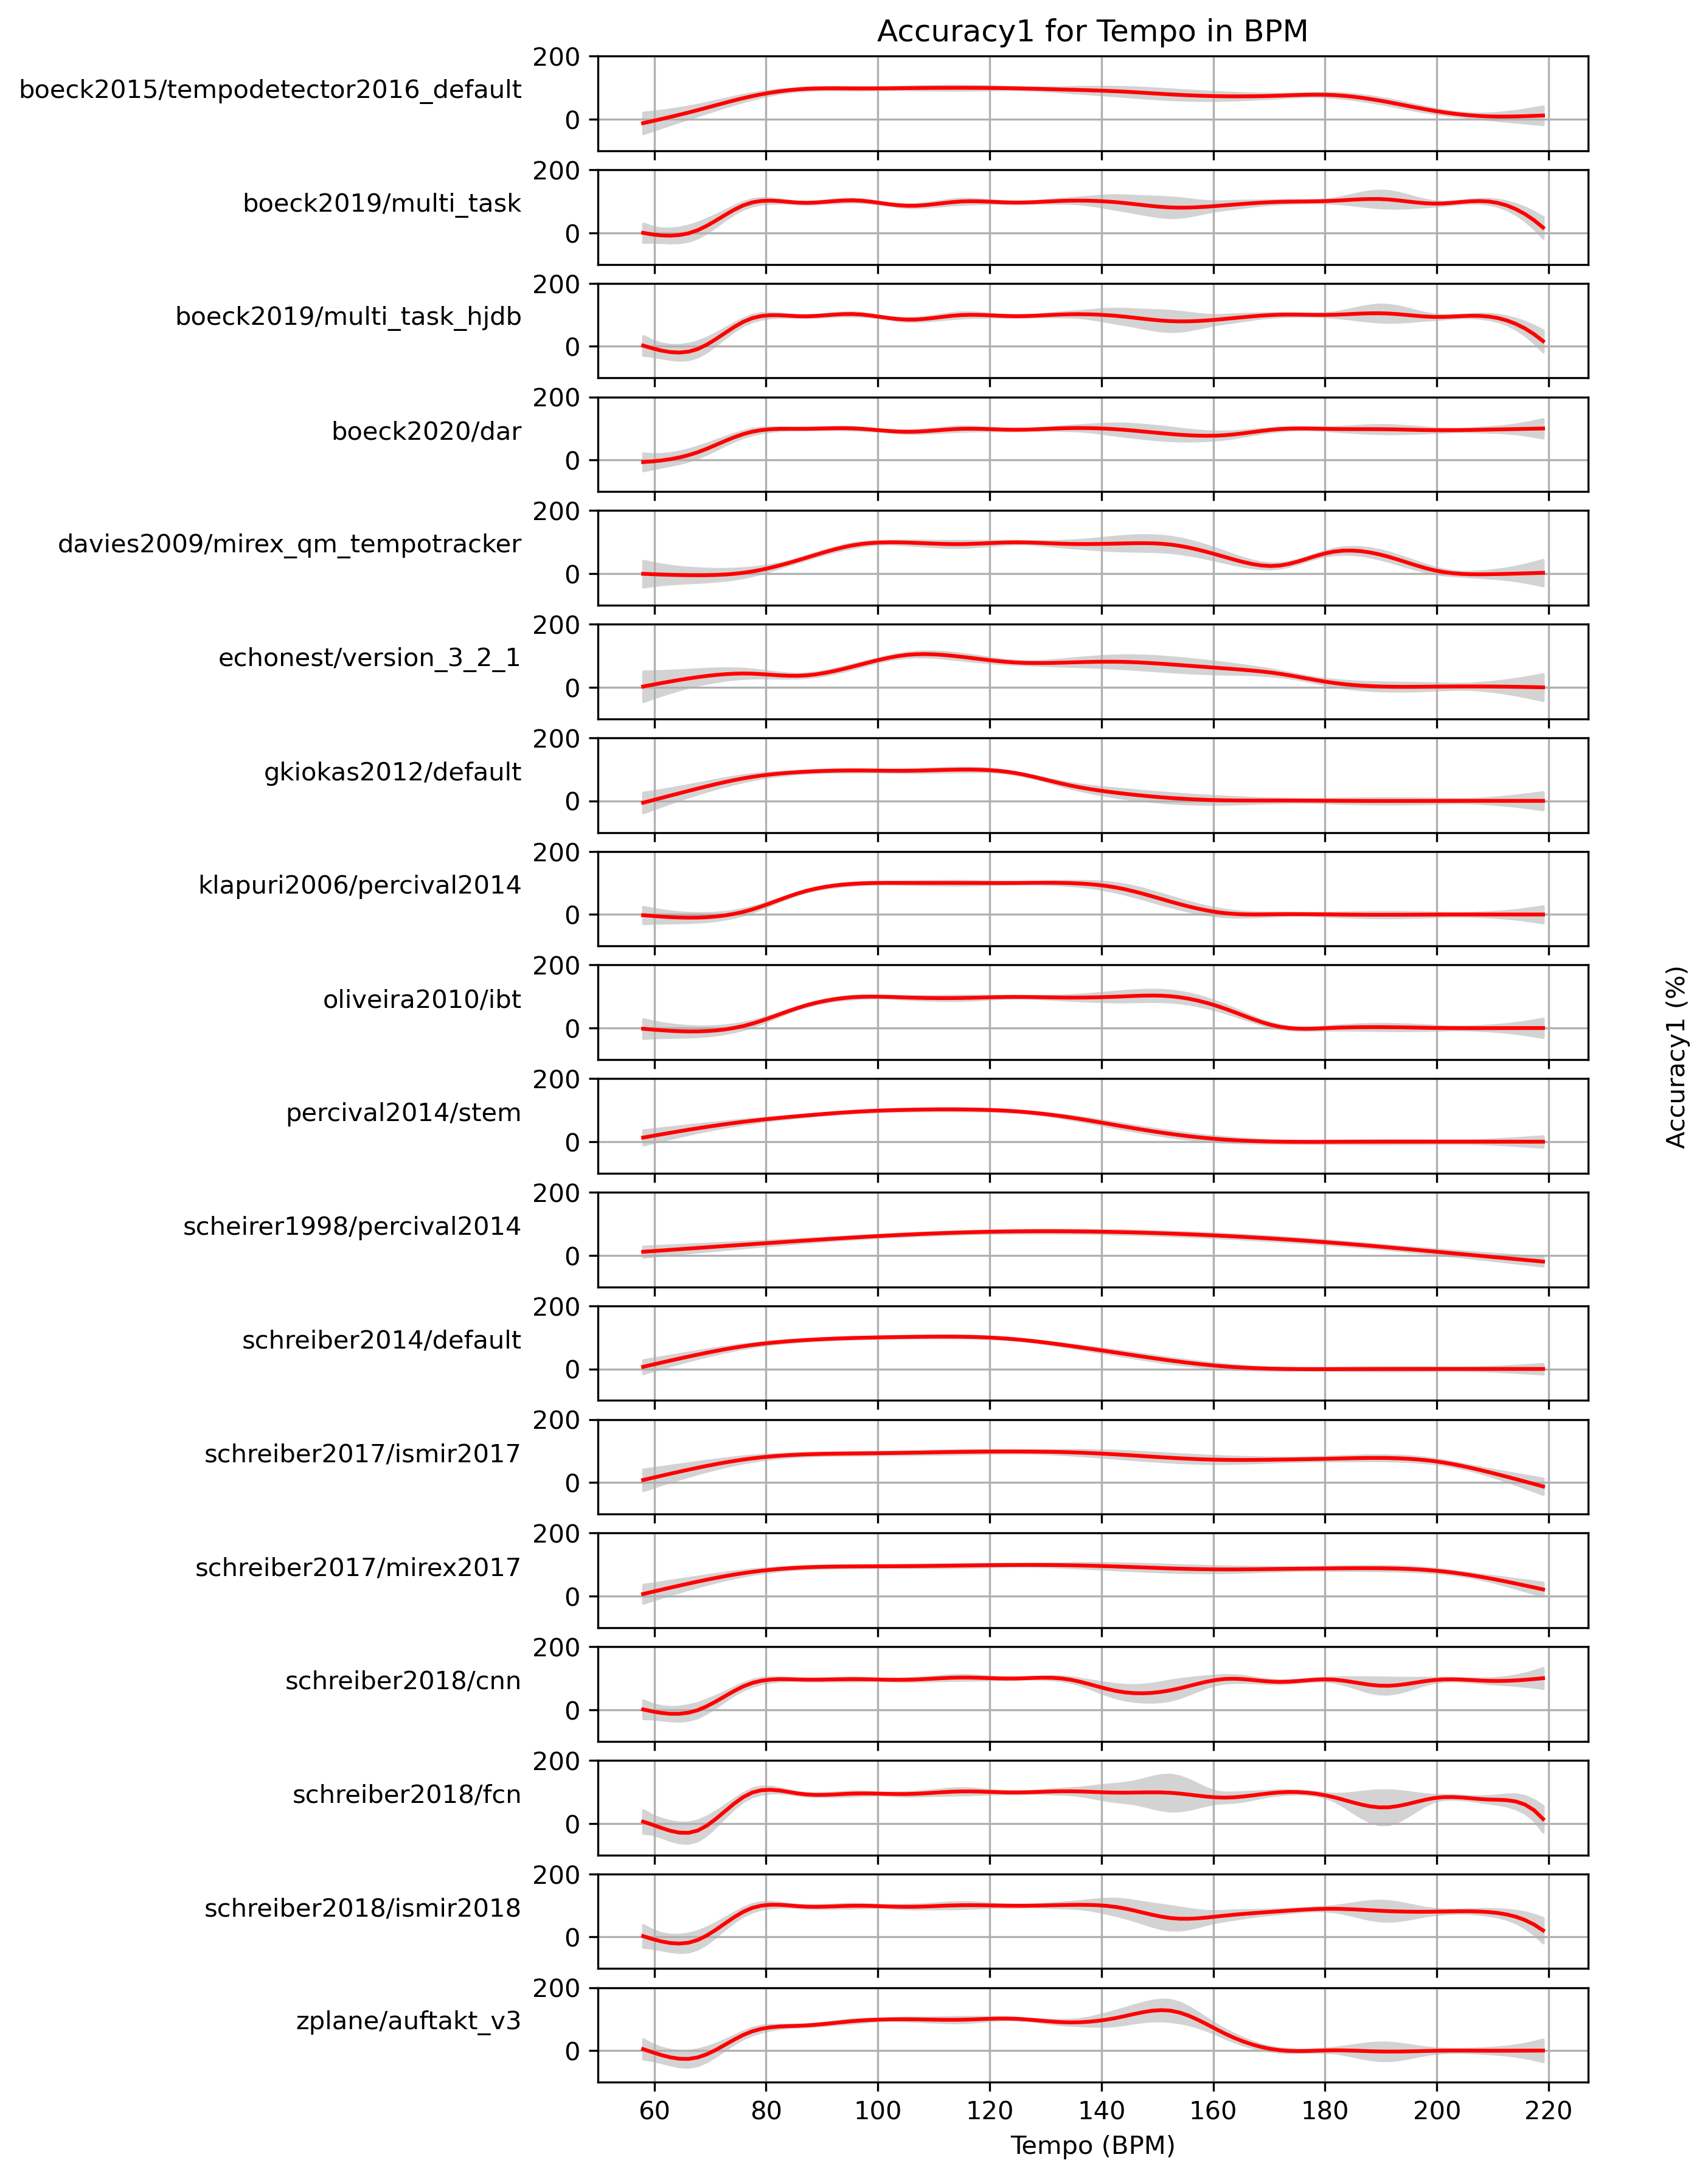 Accuracy1 for Tempo in BPM
boeck2015/tempodetector2016_default
200
0
boeck2019/multi_task
200
0
boeck2019/multi_task_hjdb
200
0
boeck2020/dar
200
0
davies2009/mirex_qm_tempotracker
200
0
echonest/version_3_2_1
200
0
gkiokas2012/default
200
0
klapuri2006/percival2014
200
0
oliveira2010/ibt
200
0
percival2014/stem
200
0
scheirer1998/percival2014
200
0
schreiber2014/default
200
0
schreiber2017/ismir2017
200
0
schreiber2017/mirex2017
200
0
schreiber2018/cnn
200
0
schreiber2018/fcn
200
0
schreiber2018/ismir2018
200
0
zplane/auftakt_v3
200
0
60 80 100 120 140 160 180 200 220
Tempo (BPM)
Accuracy1 (%)